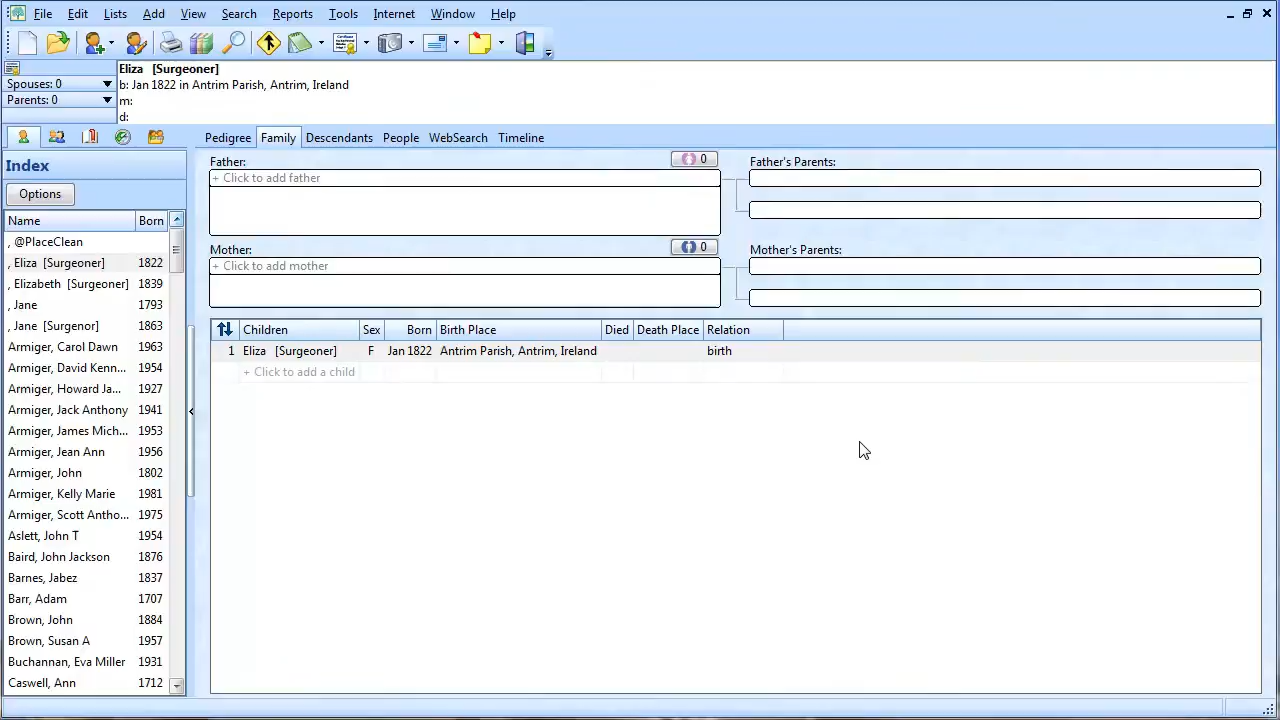 File Edit Lists Add View Search Reports Tools Internet Window Help
Eliza [Surgeoner]
Spouses: 0
b: Jan 1822 in Antrim Parish, Antrim, Ireland
Parents: 0
m:
d:
Pedigree Family Descendants People WebSearch Timeline
Index
Options
Name Born
, @PlaceClean
, Eliza [Surgeoner] 1822
, Elizabeth [Surgeoner] 1839
, Jane 1793
, Jane [Surgenor] 1863
Armiger, Carol Dawn 1963
Armiger, David Kenn... 1954
Armiger, Howard Ja... 1927
Armiger, Jack Anthony 1941
Armiger, James Mich... 1953
Armiger, Jean Ann 1956
Armiger, John 1802
Armiger, Kelly Marie 1981
Armiger, Scott Antho... 1975
Aslett, John T 1954
Baird, John Jackson 1876
Barnes, Jabez 1837
Barr, Adam 1707
Brown, John 1884
Brown, Susan A 1957
Buchannan, Eva Miller 1931
Caswell, Ann 1712
Father: 0
+ Click to add father
Father's Parents:
Mother: 0
+ Click to add mother
Mother's Parents:
Children Sex Born Birth Place Died Death Place Relation
1 Eliza [Surgeoner] F Jan 1822 Antrim Parish, Antrim, Ireland birth
+ Click to add a child